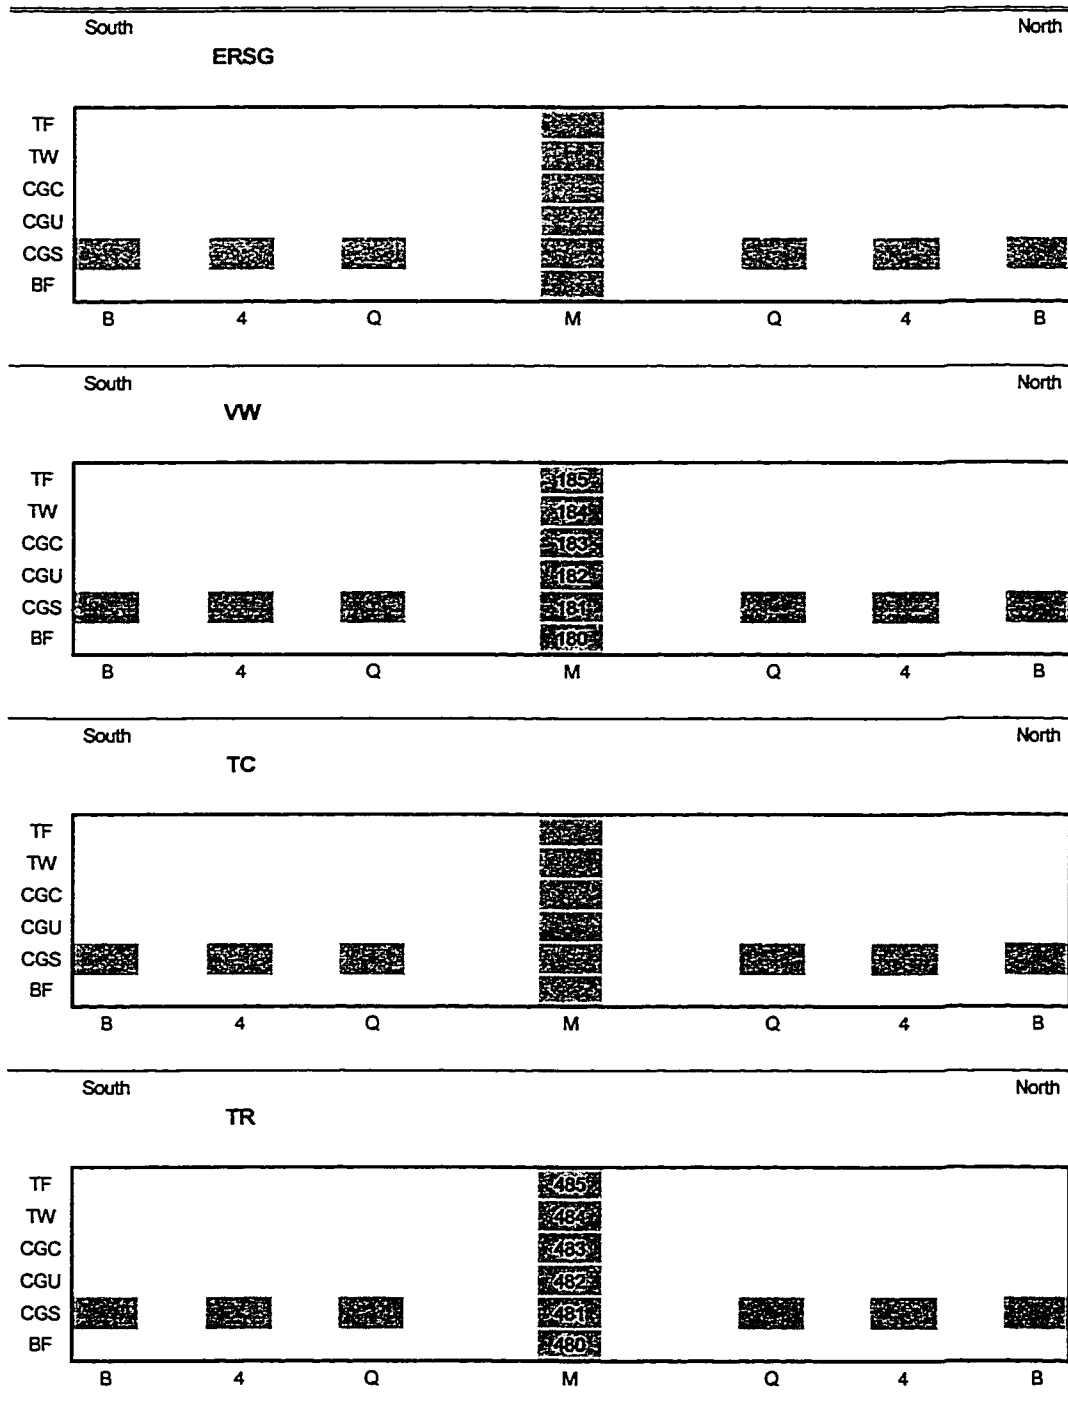 South North
ERSG
TF
TW
CGC
CGU
CGS
BF
B 4 Q M Q 4 B
South North
VW
TF 185
TW 184
CGC 183
CGU 182
CGS 181
BF 180
B 4 Q M Q 4 B
South North
TC
TF
TW
CGC
CGU
CGS
BF
B 4 Q M Q 4 B
South North
TR
TF 485
TW 484
CGC 483
CGU 482
CGS 481
BF 480
B 4 Q M Q 4 B